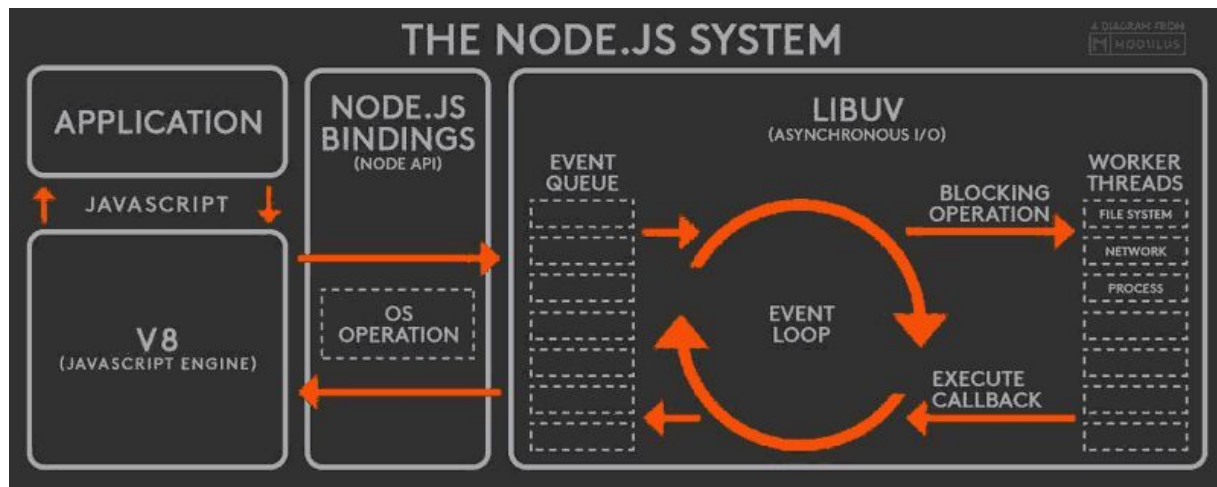 THE NODE.JS SYSTEM
A DIAGRAM FROM
MODULUS
APPLICATION
JAVASCRIPT
V8
(JAVASCRIPT ENGINE)
NODE.JS
BINDINGS
(NODE API)
OS
OPERATION
LIBUV
(ASYNCHRONOUS I/O)
EVENT
QUEUE
EVENT
LOOP
BLOCKING
OPERATION
EXECUTE
CALLBACK
WORKER
THREADS
FILE SYSTEM
NETWORK
PROCESS